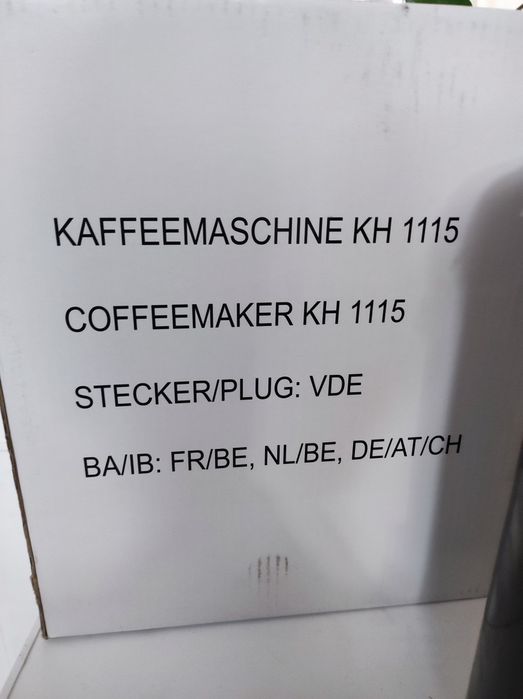 KAFFEEMASCHINE KH 1115
COFFEEMAKER KH 1115
STECKER/PLUG: VDE
BA/IB: FR/BE, NL/BE, DE/AT/CH